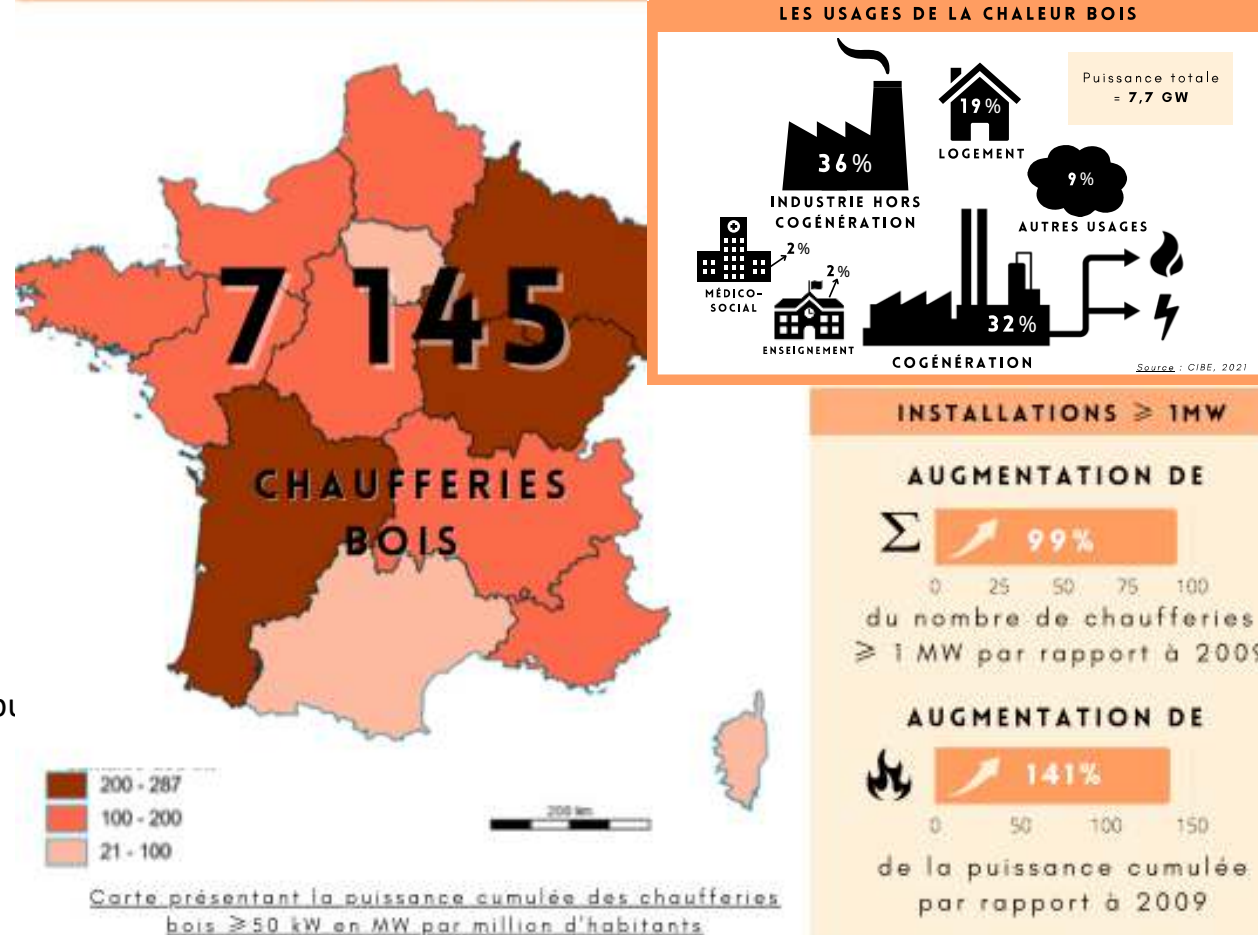 LES USAGES DE LA CHALEUR BOIS
Puissance totale
= 7,7 GW
19%
LOGEMENT
36%
INDUSTRIE HORS
COGÉNÉRATION
9%
AUTRES USAGES
2%
MÉDICO-
SOCIAL
2%
ENSEIGNEMENT
32%
COGÉNÉRATION
Source : CIBE, 2021
7 145
CHAUFFERIES
BOIS
200 - 287
100 - 200
21 - 100
200 km
Carte présentant la puissance cumulée des chaufferies
bois ⩾50 kW en MW par million d'habitants
INSTALLATIONS ⩾ 1MW
AUGMENTATION DE
Σ
99%
0 25 50 75 100
du nombre de chaufferies
⩾ 1 MW par rapport à 2009
AUGMENTATION DE
141%
0 50 100 150
de la puissance cumulée
par rapport à 2009